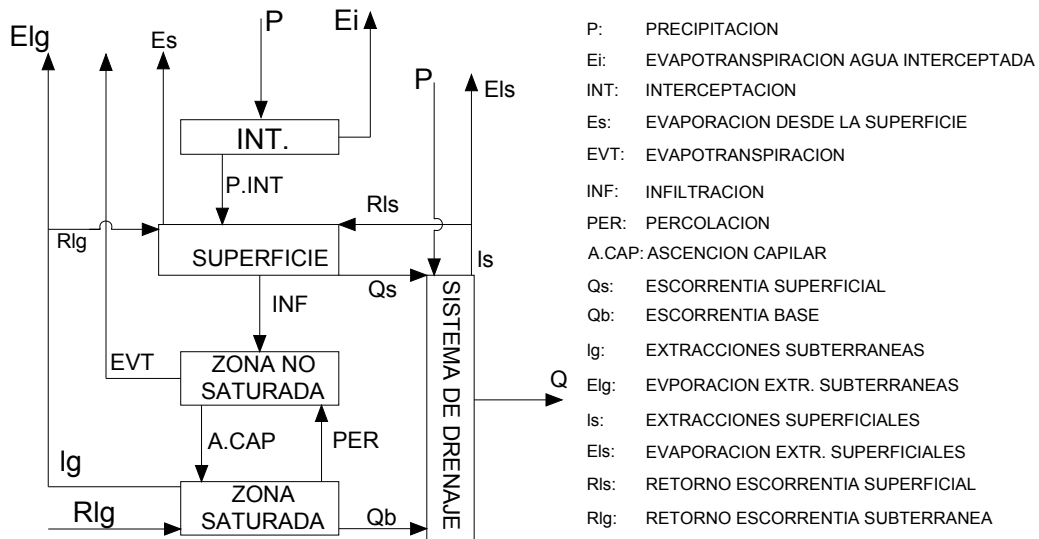 P
Ei
Elg
Es
P
Els
INT.
P.INT
Rls
Rlg
SUPERFICIE
Is
Qs
INF
SISTEMA DE DRENAJE
ZONA NO
SATURADA
EVT
Q
A.CAP
PER
Ig
ZONA
SATURADA
Rlg
Qb
P: PRECIPITACION
Ei: EVAPOTRANSPIRACION AGUA INTERCEPTADA
INT: INTERCEPTACION
Es: EVAPORACION DESDE LA SUPERFICIE
EVT: EVAPOTRANSPIRACION
INF: INFILTRACION
PER: PERCOLACION
A.CAP: ASCENCION CAPILAR
Qs: ESCORRENTIA SUPERFICIAL
Qb: ESCORRENTIA BASE
Ig: EXTRACCIONES SUBTERRANEAS
Elg: EVPORACION EXTR. SUBTERRANEAS
Is: EXTRACCIONES SUPERFICIALES
Els: EVAPORACION EXTR. SUPERFICIALES
Rls: RETORNO ESCORRENTIA SUPERFICIAL
Rlg: RETORNO ESCORRENTIA SUBTERRANEA